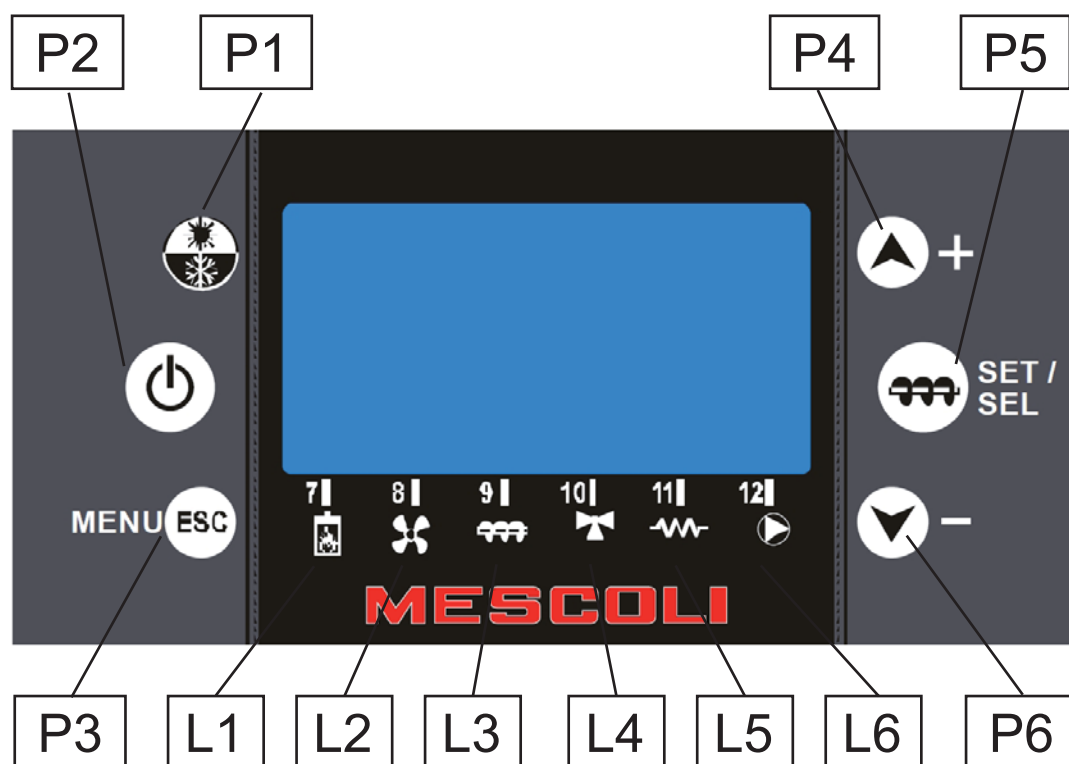 P2 P1 P4 P5
+
SET /
SEL
MENU ESC
7 8 9 10 11 12
−
MESCOLI
P3 L1 L2 L3 L4 L5 L6 P6